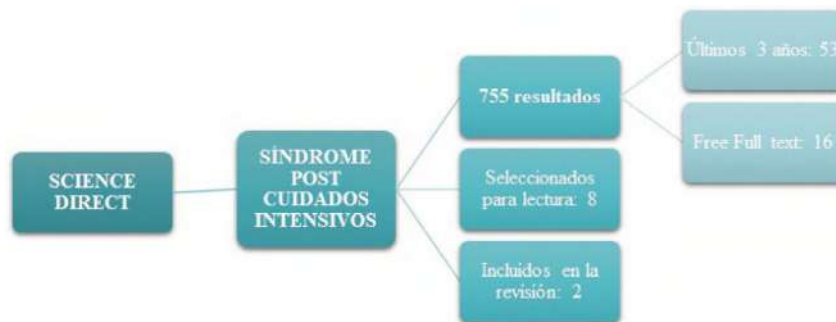 SCIENCE
DIRECT
SÍNDROME
POST
CUIDADOS
INTENSIVOS
755 resultados
Seleccionados
para lectura: 8
Incluidos en la
revisión: 2
Últimos 3 años: 53
Free Full text: 16